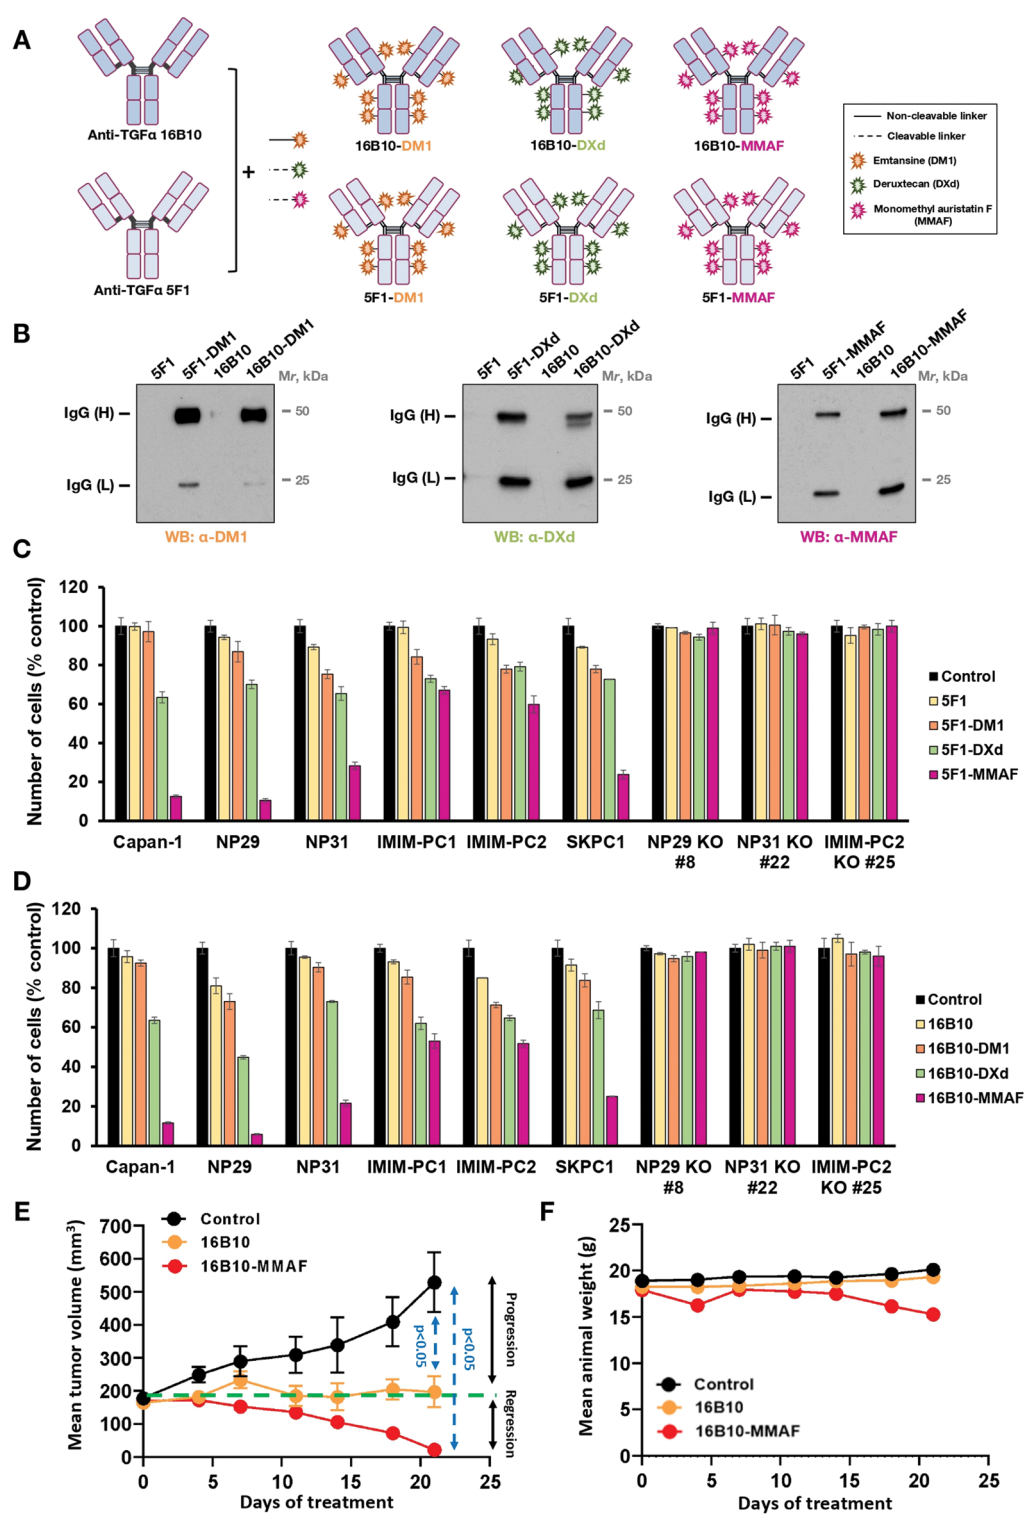 A
Anti-TGFα 16B10
Anti-TGFα 5F1
+
16B10-DM1
16B10-DXd
16B10-MMAF
5F1-DM1
5F1-DXd
5F1-MMAF
Non-cleavable linker
Cleavable linker
Emtansine (DM1)
Deruxtecan (DXd)
Monomethyl auristatin F
(MMAF)
B
5F1
5F1-DM1
16B10
16B10-DM1
Mr, kDa
IgG (H)
50
IgG (L)
25
WB: α-DM1
5F1
5F1-DXd
16B10
16B10-DXd
Mr, kDa
IgG (H)
50
IgG (L)
25
WB: α-DXd
5F1
5F1-MMAF
16B10
16B10-MMAF
Mr, kDa
IgG (H)
50
IgG (L)
25
WB: α-MMAF
C
Number of cells (% control)
120
100
80
60
40
20
0
Capan-1
NP29
NP31
IMIM-PC1
IMIM-PC2
SKPC1
NP29 KO
#8
NP31 KO
#22
IMIM-PC2
KO #25
Control
5F1
5F1-DM1
5F1-DXd
5F1-MMAF
D
Number of cells (% control)
120
100
80
60
40
20
0
Capan-1
NP29
NP31
IMIM-PC1
IMIM-PC2
SKPC1
NP29 KO
#8
NP31 KO
#22
IMIM-PC2
KO #25
Control
16B10
16B10-DM1
16B10-DXd
16B10-MMAF
E
Mean tumor volume (mm³)
700
600
500
400
300
200
100
0
0
5
10
15
20
25
Days of treatment
Control
16B10
16B10-MMAF
p<0.05
p<0.05
Progression
Regression
F
Mean animal weight (g)
25
20
15
10
5
0
0
5
10
15
20
25
Days of treatment
Control
16B10
16B10-MMAF